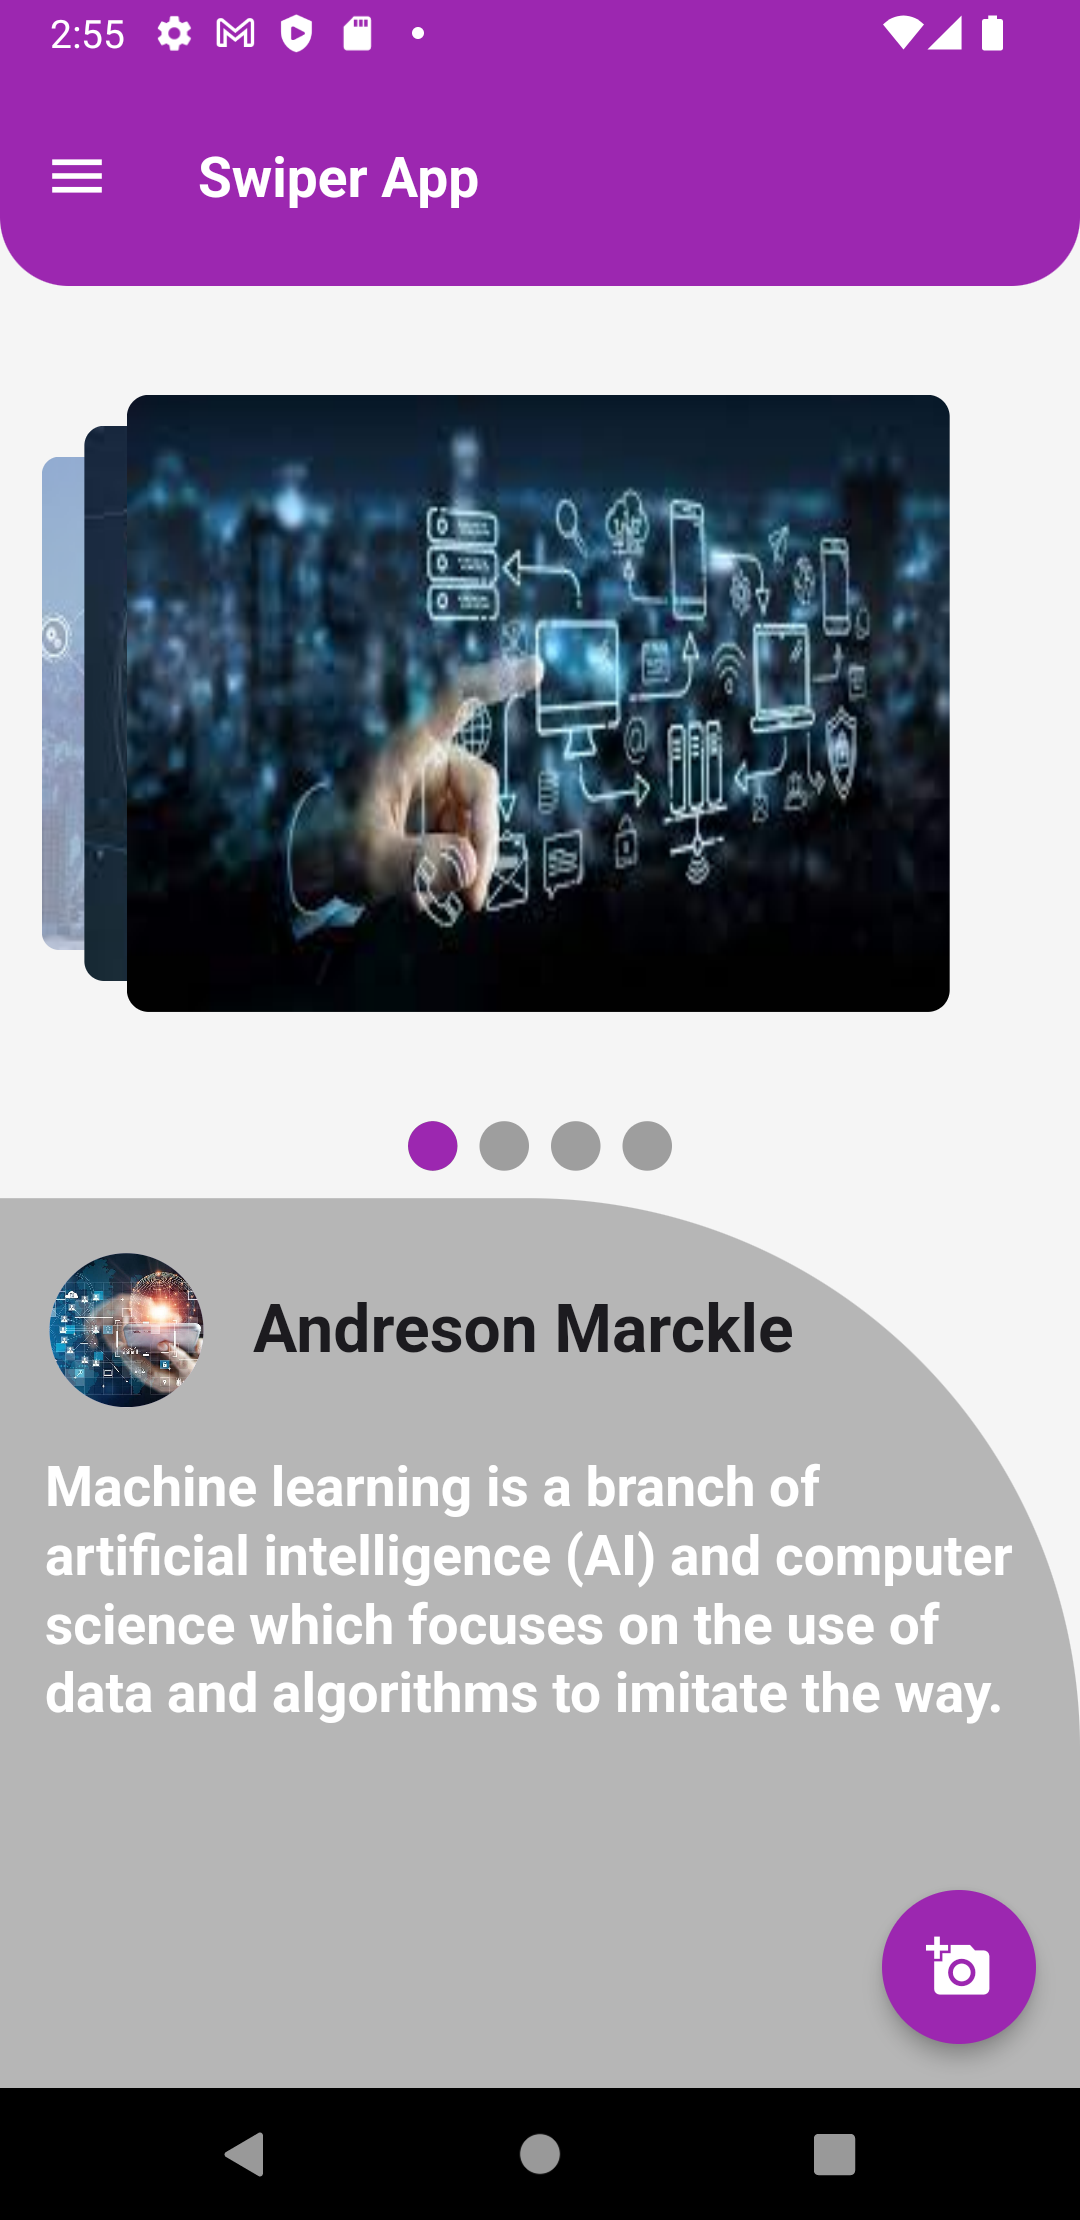 2:55
Swiper App
Andreson Marckle
Machine learning is a branch of
artificial intelligence (AI) and computer
science which focuses on the use of
data and algorithms to imitate the way.